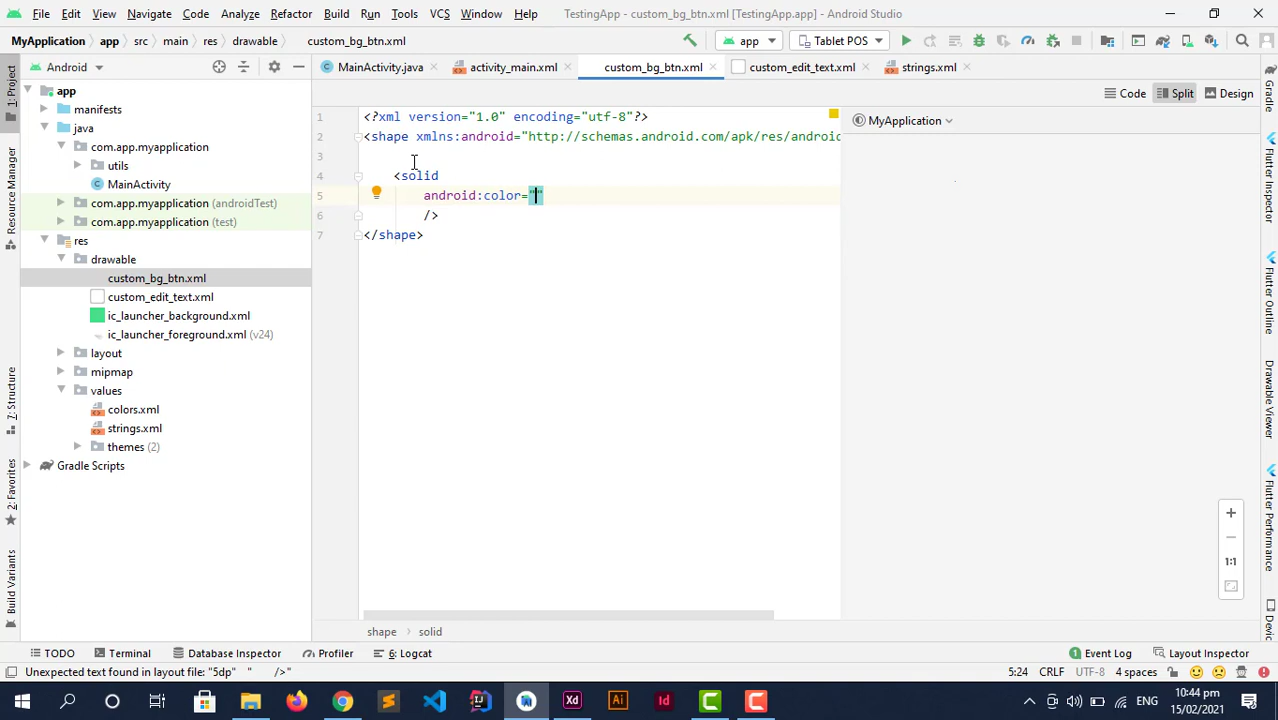 File Edit View Navigate Code Analyze Refactor Build Run Tools VCS Window Help TestingApp - custom_bg_btn.xml [TestingApp.app] - Android Studio
MyApplication app src main res drawable custom_bg_btn.xml app Tablet POS
Android MainActivity.java activity_main.xml custom_bg_btn.xml custom_edit_text.xml strings.xml
Code Split Design
1: Project
Resource Manager
7: Structure
2: Favorites
Build Variants
app
manifests
java
com.app.myapplication
utils
MainActivity
com.app.myapplication (androidTest)
com.app.myapplication (test)
res
drawable
custom_bg_btn.xml
custom_edit_text.xml
ic_launcher_background.xml
ic_launcher_foreground.xml (v24)
layout
mipmap
values
colors.xml
strings.xml
themes (2)
Gradle Scripts
1 <?xml version="1.0" encoding="utf-8"?>
2 <shape xmlns:android="http://schemas.android.com/apk/res/androi
3
4 <solid
5 android:color=""
6 />
7 </shape>
shape solid
MyApplication
1:1
Gradle
Flutter Inspector
Flutter Outline
Drawable Viewer
Flutter Performance
Devic
TODO Terminal Database Inspector Profiler 6: Logcat 1 Event Log Layout Inspector
Unexpected text found in layout file: "5dp" " />" 5:24 CRLF UTF-8 4 spaces
Xd Ai Id ENG 10:44 pm
15/02/2021